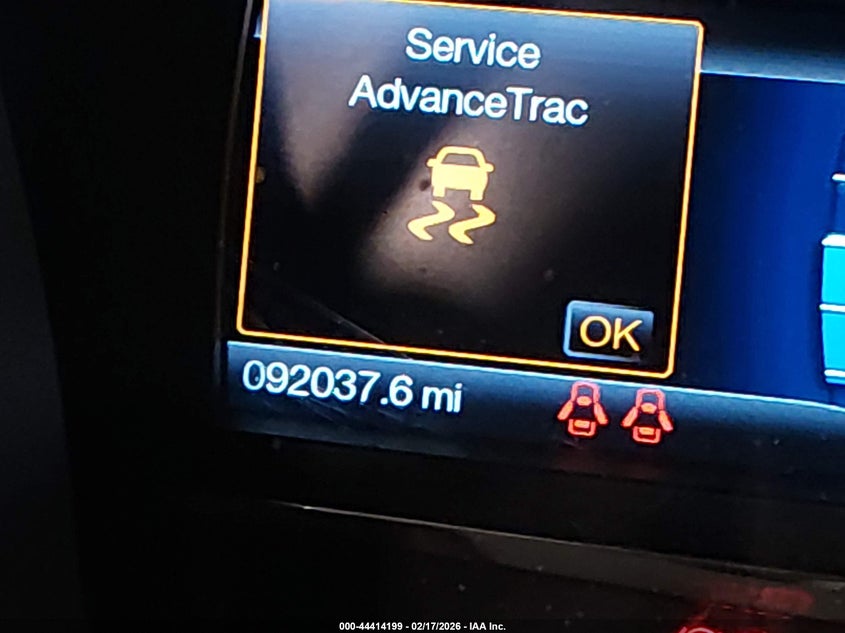 Service
AdvanceTrac
OK
092037.6 mi
000-44414199 - 02/17/2026 - IAA Inc.